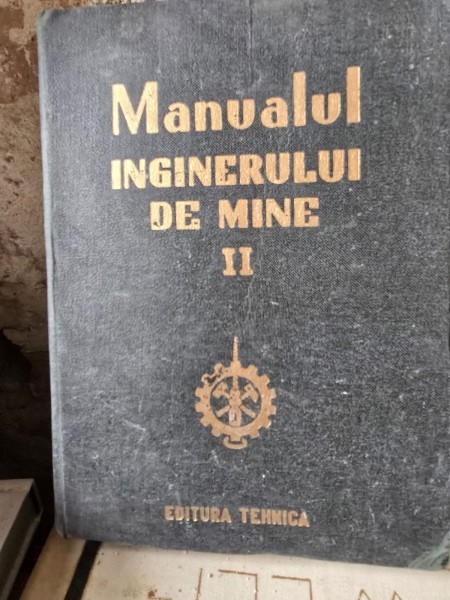 Manualul
INGINERULUI
DE MINE
II
EDITURA TEHNICA